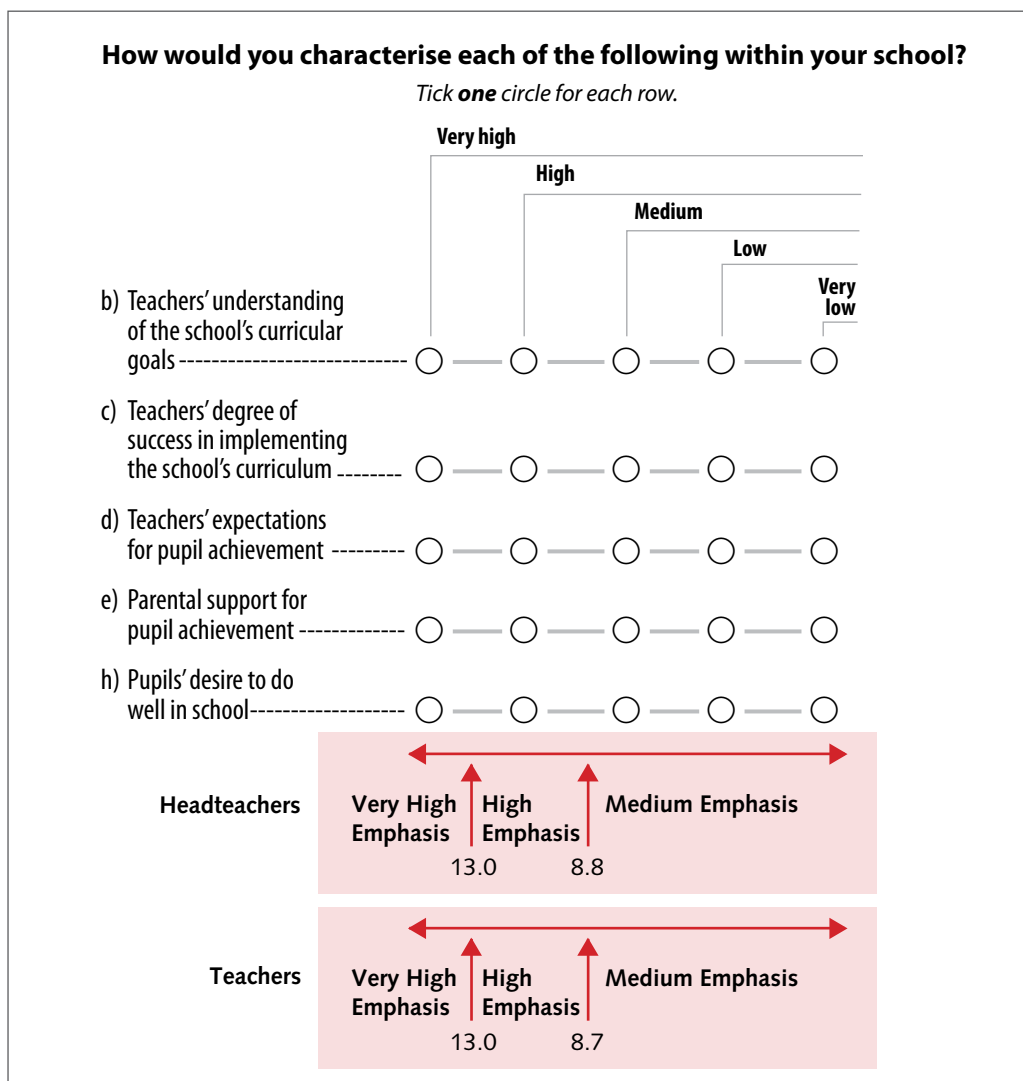 How would you characterise each of the following within your school?
Tick one circle for each row.
Very high
High
Medium
Low
Very
low
b) Teachers' understanding
of the school's curricular
goals
c) Teachers' degree of
success in implementing
the school's curriculum
d) Teachers' expectations
for pupil achievement
e) Parental support for
pupil achievement
h) Pupils' desire to do
well in school
Headteachers
Very High
Emphasis
High
Emphasis
Medium Emphasis
13.0
8.8
Teachers
Very High
Emphasis
High
Emphasis
Medium Emphasis
13.0
8.7